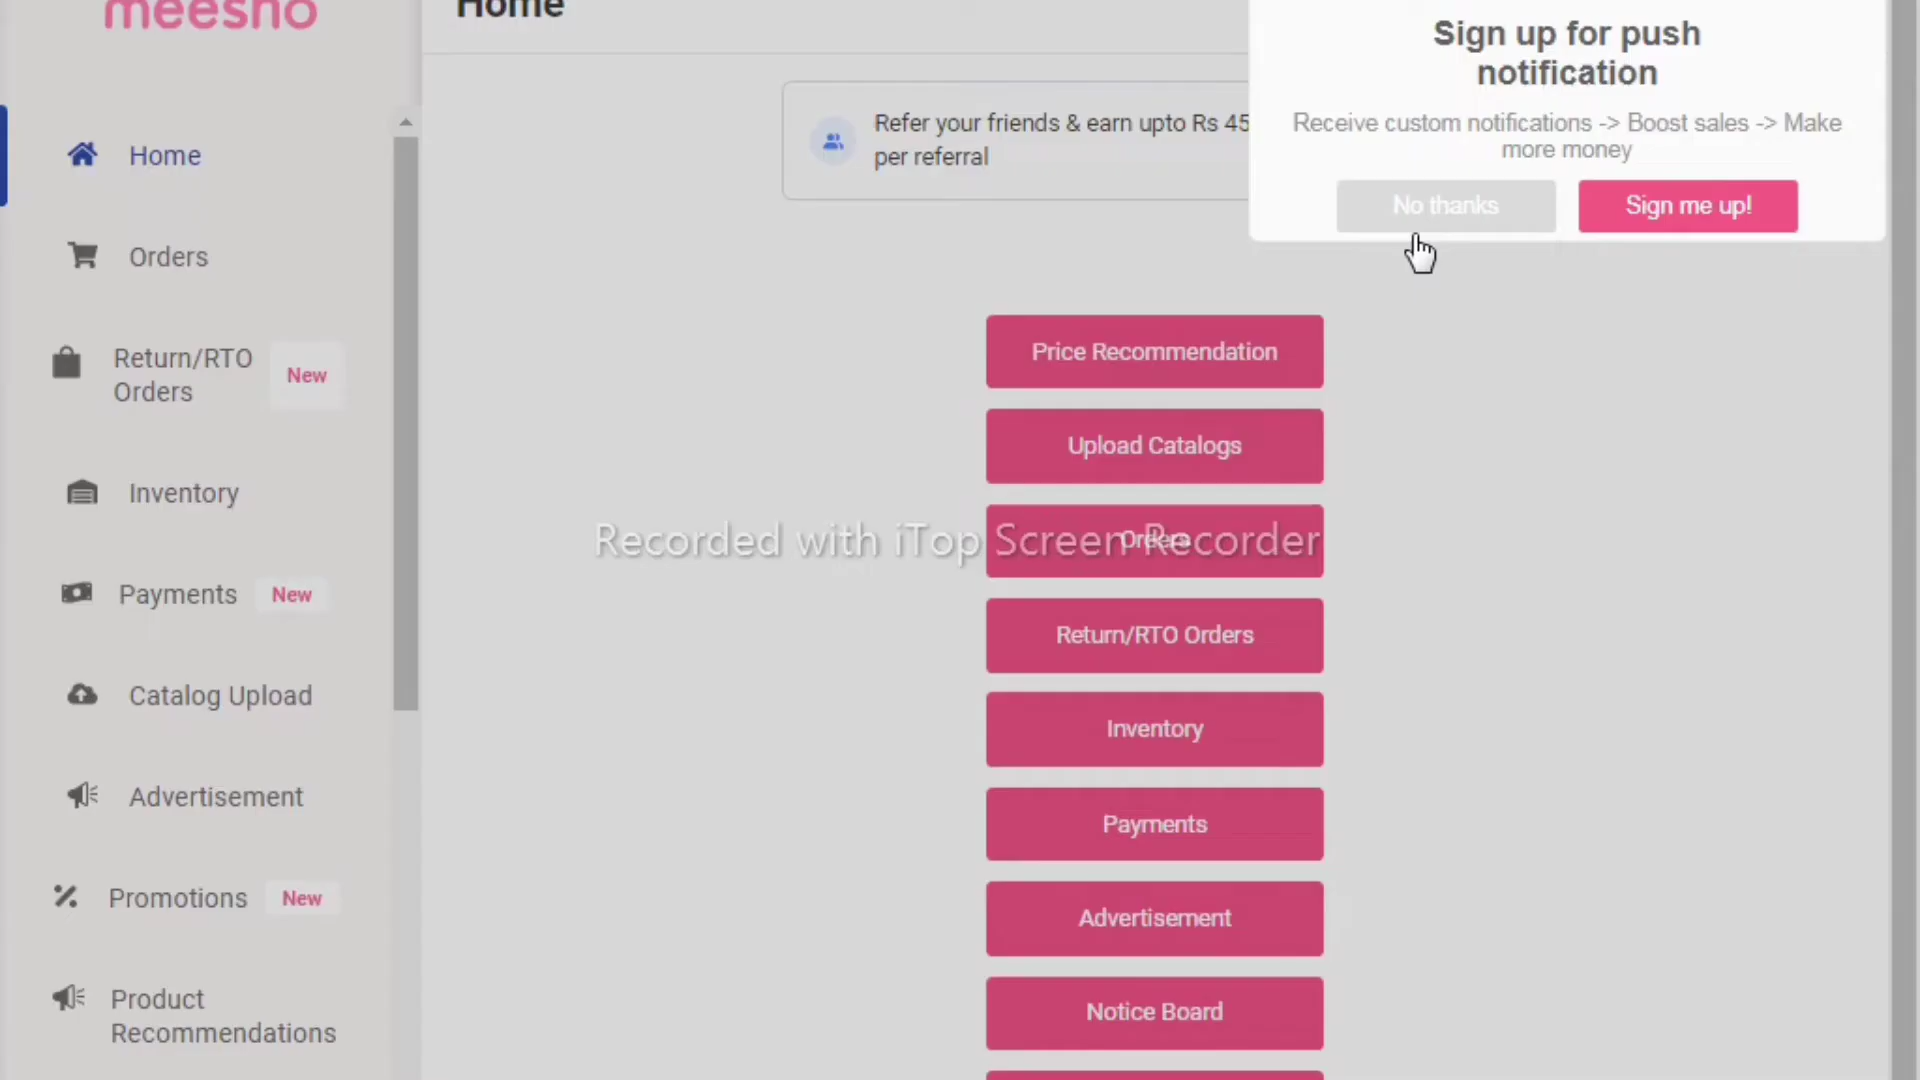 meesho
Home
Orders
Return/RTO
Orders
New
Inventory
Payments
New
Catalog Upload
Advertisement
Promotions
New
Product
Recommendations
Home
Refer your friends & earn upto Rs 45
per referral
Sign up for push
notification
Receive custom notifications -> Boost sales -> Make
more money
No thanks
Sign me up!
Price Recommendation
Upload Catalogs
Orders
Recorded with iTop Screen Recorder
Return/RTO Orders
Inventory
Payments
Advertisement
Notice Board